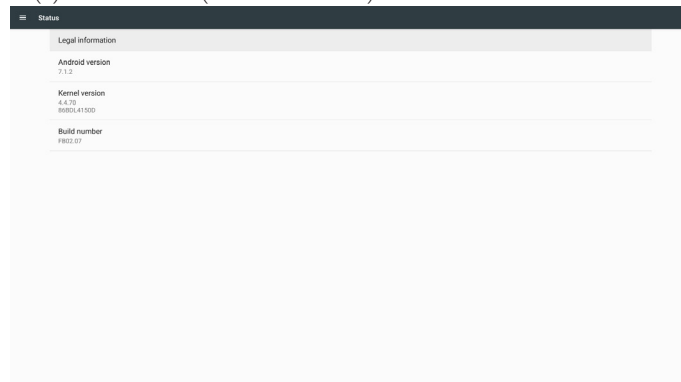 Status
Legal information
Android version
7.1.2
Kernel version
4.4.70
86BDL4150D
Build number
FB02.07